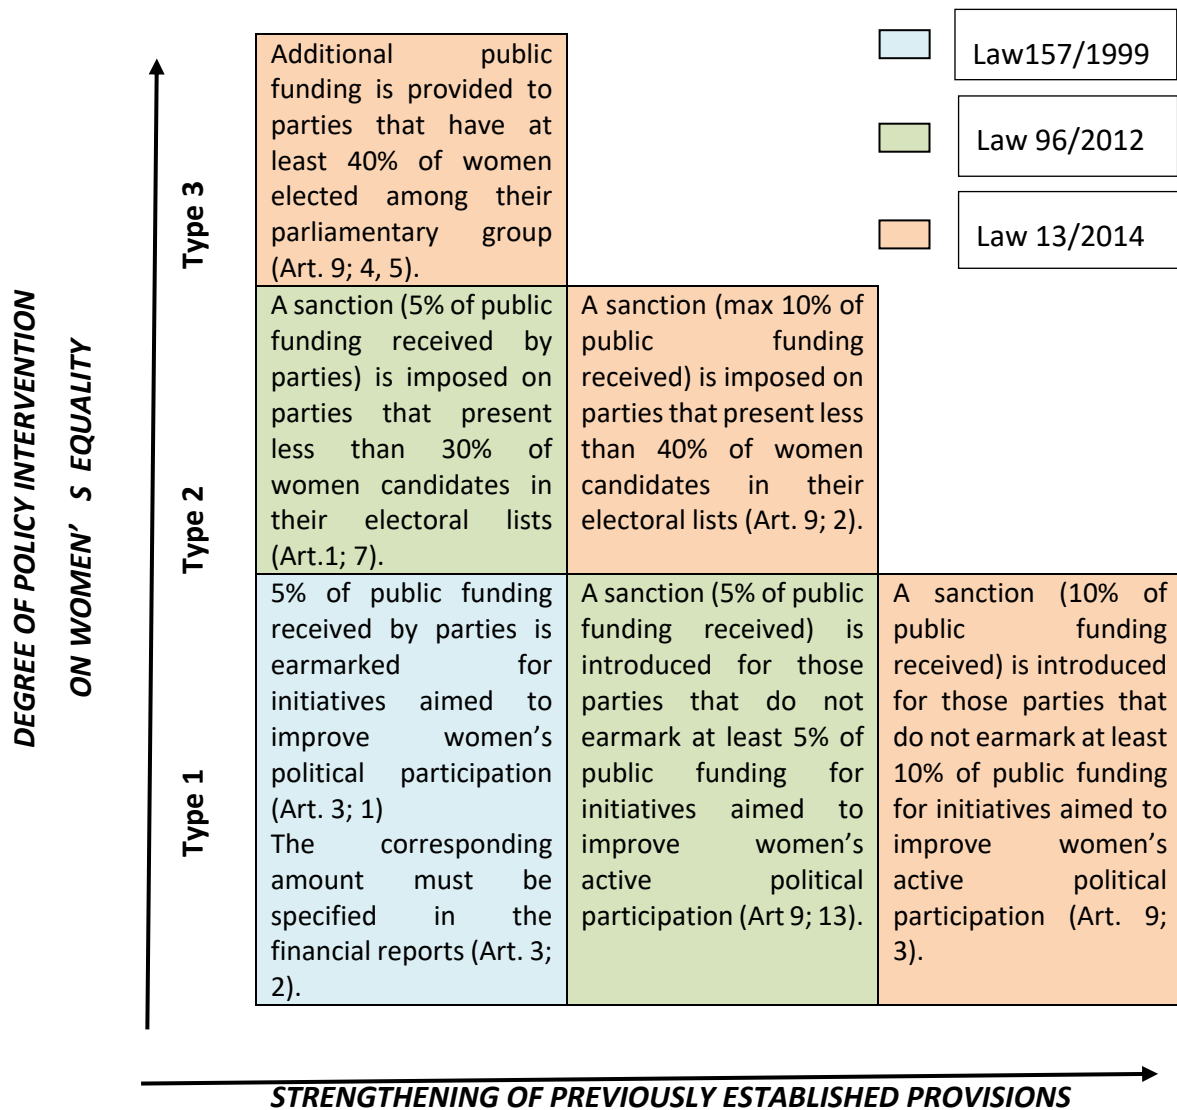 Law157/1999
Law 96/2012
Law 13/2014
DEGREE OF POLICY INTERVENTION
ON WOMEN’ S EQUALITY
Type 3
Additional public
funding is provided to
parties that have at
least 40% of women
elected among their
parliamentary group
(Art. 9; 4, 5).
Type 2
A sanction (5% of public
funding received by
parties) is imposed on
parties that present
less than 30% of
women candidates in
their electoral lists
(Art.1; 7).
A sanction (max 10% of
public funding
received) is imposed on
parties that present less
than 40% of women
candidates in their
electoral lists (Art. 9; 2).
Type 1
5% of public funding
received by parties is
earmarked for
initiatives aimed to
improve women’s
political participation
(Art. 3; 1)
The corresponding
amount must be
specified in the
financial reports (Art. 3;
2).
A sanction (5% of public
funding received) is
introduced for those
parties that do not
earmark at least 5% of
public funding for
initiatives aimed to
improve women’s
active political
participation (Art 9; 13).
A sanction (10% of
public funding
received) is introduced
for those parties that
do not earmark at least
10% of public funding
for initiatives aimed to
improve women’s
active political
participation (Art. 9;
3).
STRENGTHENING OF PREVIOUSLY ESTABLISHED PROVISIONS